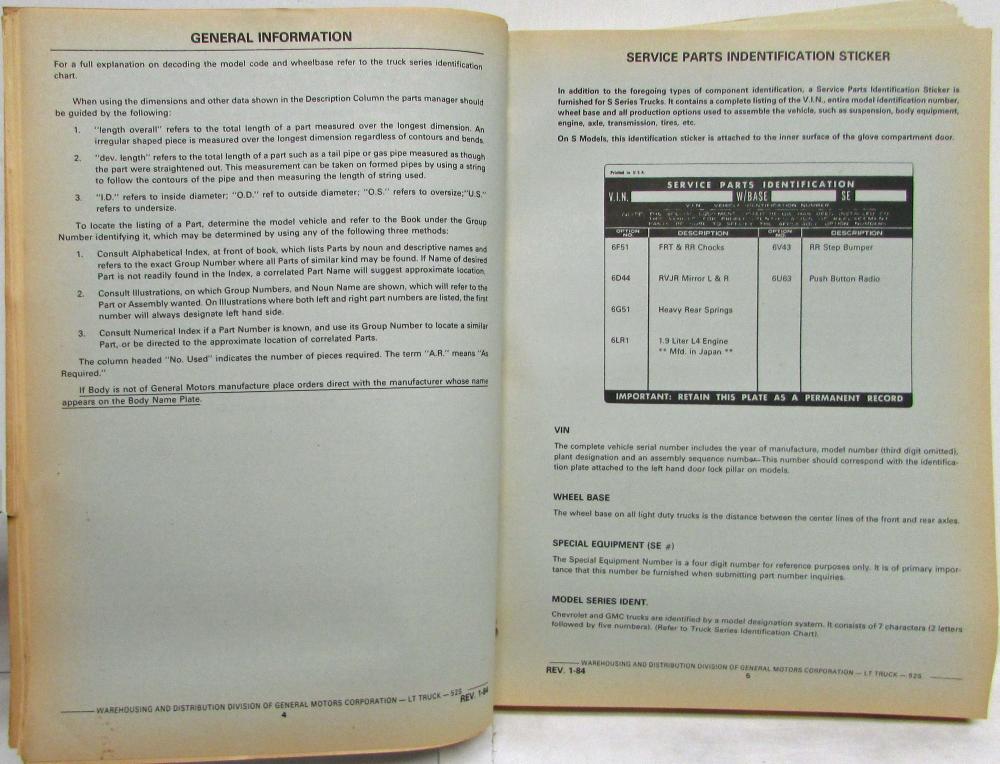 GENERAL INFORMATION
For a full explanation on decoding the model code and wheelbase refer to the truck series identification
chart.
When using the dimensions and other data shown in the Description Column the parts manager should
be guided by the following:
1. "length overall" refers to the total length of a part measured over the longest dimension. An
irregular shaped piece is measured over the longest dimension regardless of contours and bends.
2. "dev. length" refers to the total length of a part such as a tail pipe or gas pipe measured as though
the part were straightened out. This measurement can be taken on formed pipes by using a string
to follow the contours of the pipe and then measuring the length of string used.
3. "I.D." refers to inside diameter; "O.D." ref to outside diameter; "O.S." refers to oversize;"U.S."
refers to undersize.
To locate the listing of a Part, determine the model vehicle and refer to the Book under the Group
Number identifying it, which may be determined by using any of the following three methods:
1. Consult Alphabetical Index, at front of book, which lists Parts by noun and descriptive names and
refers to the exact Group Number where all Parts of similar kind may be found. If Name of desired
Part is not readily found in the Index, a correlated Part Name will suggest approximate location.
2. Consult Illustrations, on which Group Numbers, and Noun Name are shown, which will refer to the
Part or Assembly wanted. On Illustrations where both left and right part numbers are listed, the first
number will always designate left hand side.
3. Consult Numerical Index if a Part Number is known, and use its Group Number to locate a similar
Part, or be directed to the approximate location of correlated Parts.
The column headed "No. Used" indicates the number of pieces required. The term "A.R." means "As
Required."
If Body is not of General Motors manufacture place orders direct with the manufacturer whose name
appears on the Body Name Plate.
WAREHOUSING AND DISTRIBUTION DIVISION OF GENERAL MOTORS CORPORATION — LT TRUCK — 52S
REV. 1-84
4
SERVICE PARTS INDENTIFICATION STICKER
In addition to the foregoing types of component identification, a Service Parts Identification Sticker is
furnished for S Series Trucks. It contains a complete listing of the V.I.N., entire model identification number,
wheel base and all production options used to assemble the vehicle, such as suspension, body equipment,
engine, axle, transmission, tires, etc.
On S Models, this identification sticker is attached to the inner surface of the glove compartment door.
Printed in U.S.A.
SERVICE PARTS IDENTIFICATION
V.I.N. W/BASE SE
V.I.N. VEHICLE IDENTIFICATION NUMBER
OPTION NO. DESCRIPTION OPTION NO. DESCRIPTION
6F51 FRT & RR Chocks 6V43 RR Step Bumper
6D44 RVJR Mirror L & R 6U63 Push Button Radio
6G51 Heavy Rear Springs
6LR1 1.9 Liter L4 Engine
** Mfd. in Japan **
IMPORTANT: RETAIN THIS PLATE AS A PERMANENT RECORD
VIN
The complete vehicle serial number includes the year of manufacture, model number (third digit omitted),
plant designation and an assembly sequence number. This number should correspond with the identifica-
tion plate attached to the left hand door lock pillar on models.
WHEEL BASE
The wheel base on all light duty trucks is the distance between the center lines of the front and rear axles.
SPECIAL EQUIPMENT (SE #)
The Special Equipment Number is a four digit number for reference purposes only. It is of primary impor-
tance that this number be furnished when submitting part number inquiries.
MODEL SERIES IDENT.
Chevrolet and GMC trucks are identified by a model designation system. It consists of 7 characters (2 letters
followed by five numbers). (Refer to Truck Series Identification Chart).
WAREHOUSING AND DISTRIBUTION DIVISION OF GENERAL MOTORS CORPORATION — LT TRUCK — 52S
REV. 1-84
5